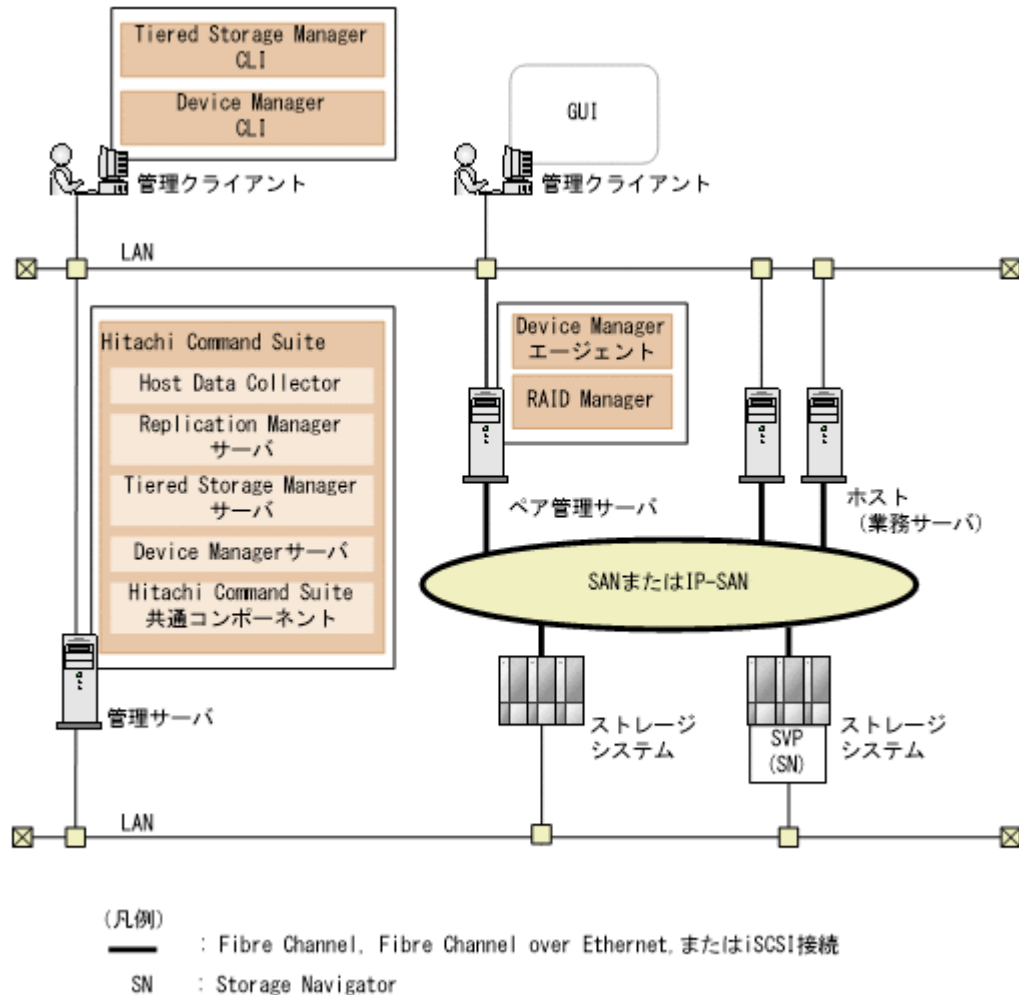 Tiered Storage Manager
CLI
Device Manager
CLI
管理クライアント
GUI
管理クライアント
LAN
Hitachi Command Suite
Host Data Collector
Replication Manager
サーバ
Tiered Storage Manager
サーバ
Device Managerサーバ
Hitachi Command Suite
共通コンポーネント
管理サーバ
Device Manager
エージェント
RAID Manager
ペア管理サーバ
ホスト
(業務サーバ)
SANまたはIP-SAN
ストレージ
システム
SVP
(SN)
ストレージ
システム
LAN
(凡例)
: Fibre Channel, Fibre Channel over Ethernet,またはiSCSI接続
SN : Storage Navigator